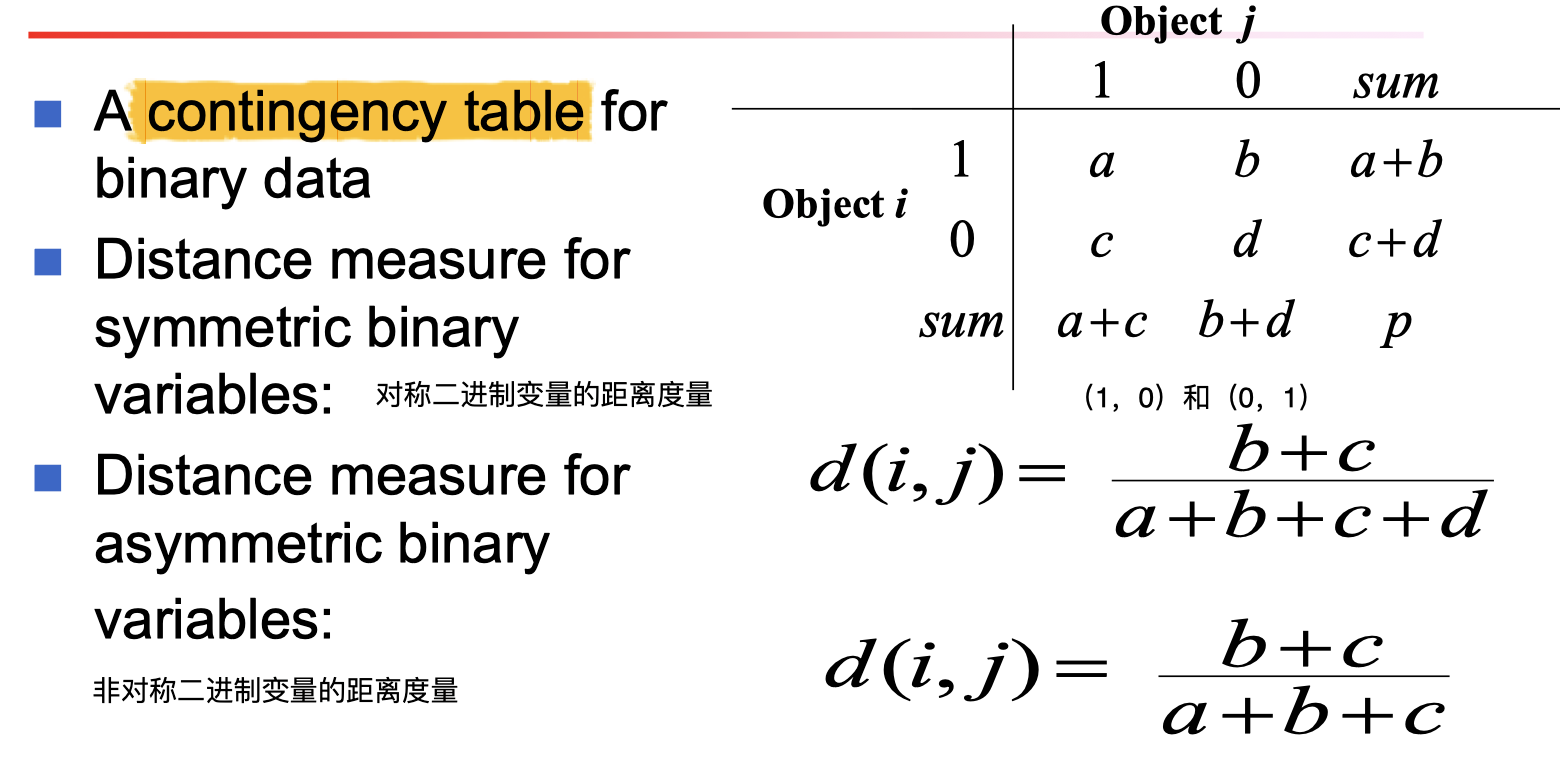 A contingency table for
binary data
Distance measure for
symmetric binary
variables: 对称二进制变量的距离度量
Distance measure for
asymmetric binary
variables:
非对称二进制变量的距离度量
Object j
1 0 sum
1 a b a+b
Object i
0 c d c+d
sum a+c b+d p
（1，0）和（0，1）
d(i, j) = \frac{b+c}{a+b+c+d}
d(i, j) = \frac{b+c}{a+b+c}